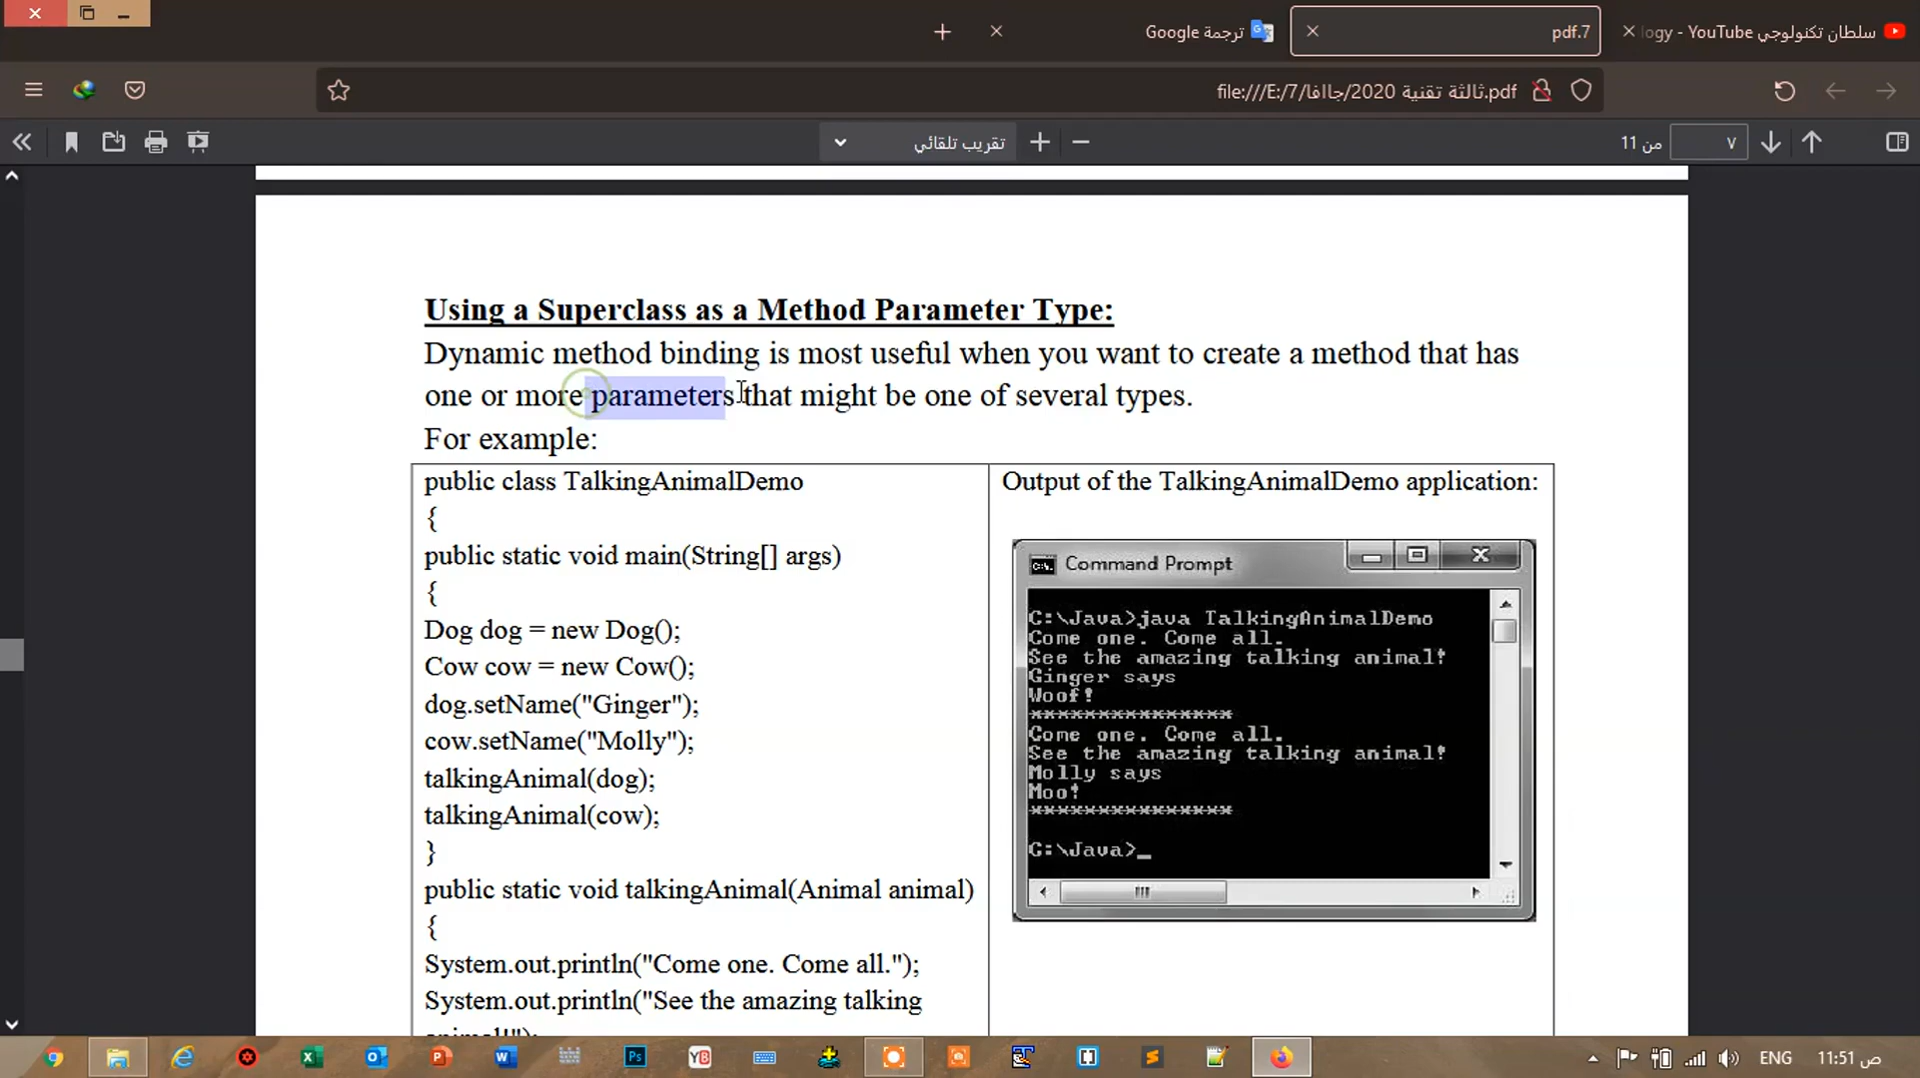 سلطان تكنولوجي logy - YouTube
pdf.7
ترجمة Google
file:///E:/7/جاافا/2020 ثالثة تقنية.pdf
تقريب تلقائي
٧
من 11
Using a Superclass as a Method Parameter Type:
Dynamic method binding is most useful when you want to create a method that has
one or more parameters that might be one of several types.
For example:
public class TalkingAnimalDemo
{
public static void main(String[] args)
{
Dog dog = new Dog();
Cow cow = new Cow();
dog.setName("Ginger");
cow.setName("Molly");
talkingAnimal(dog);
talkingAnimal(cow);
}
public static void talkingAnimal(Animal animal)
{
System.out.println("Come one. Come all.");
System.out.println("See the amazing talking
animal!");
Output of the TalkingAnimalDemo application:
Command Prompt
C:\Java>java TalkingAnimalDemo
Come one. Come all.
See the amazing talking animal!
Ginger says
Woof!
***************
Come one. Come all.
See the amazing talking animal!
Molly says
Moo!
***************
C:\Java>_
ENG
11:51 ص